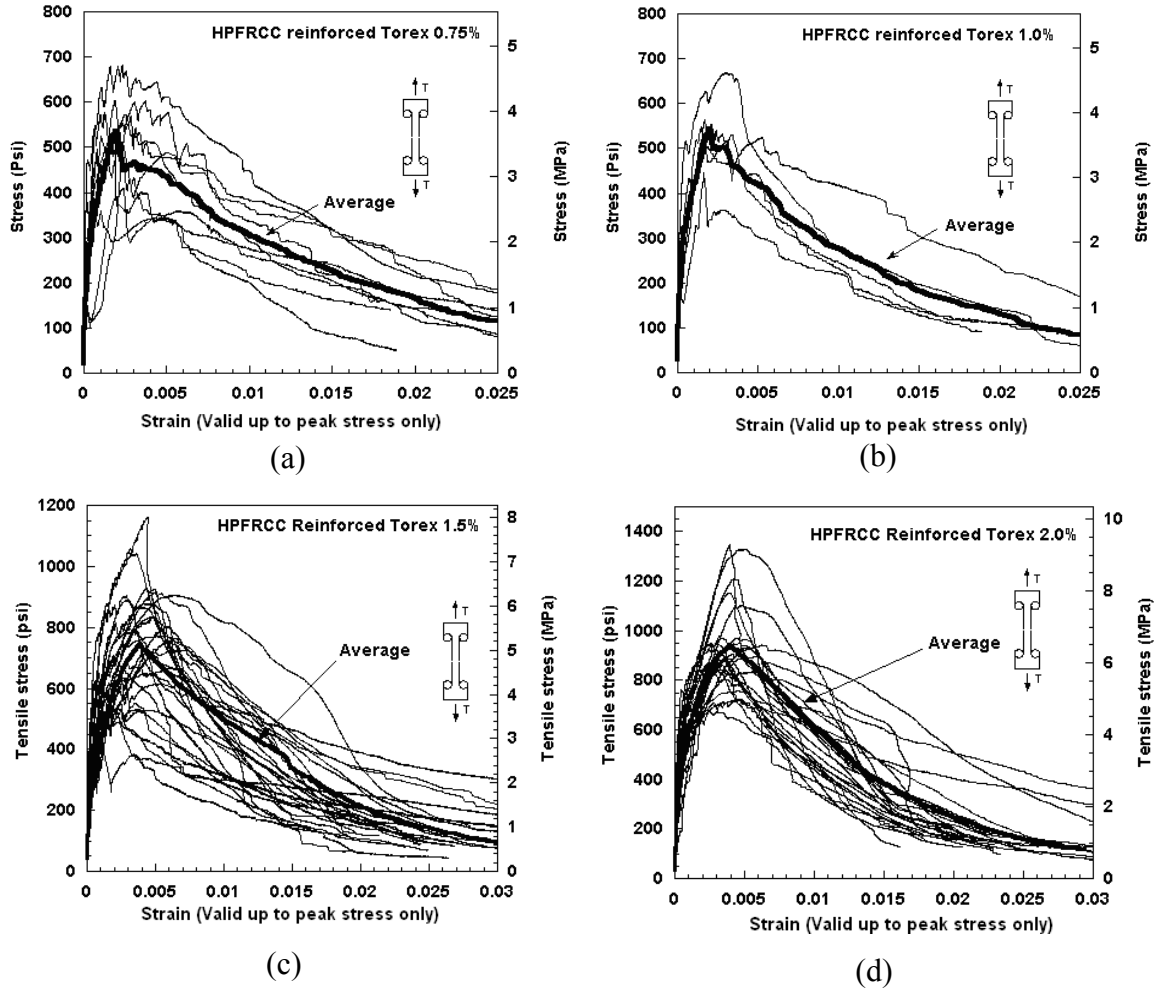 HPFRCC reinforced Torex 0.75%
800
700
600
500
400
300
200
100
0
Stress (Psi)
5
4
3
2
1
0
Stress (MPa)
T
T
Average
0 0.005 0.01 0.015 0.02 0.025
Strain (Valid up to peak stress only)
(a)
HPFRCC reinforced Torex 1.0%
800
700
600
500
400
300
200
100
0
Stress (Psi)
5
4
3
2
1
0
Stress (MPa)
T
T
Average
0 0.005 0.01 0.015 0.02 0.025
Strain (Valid up to peak stress only)
(b)
HPFRCC Reinforced Torex 1.5%
1200
1000
800
600
400
200
0
Tensile stress (psi)
8
7
6
5
4
3
2
1
0
Tensile stress (MPa)
T
T
Average
0 0.005 0.01 0.015 0.02 0.025 0.03
Strain (Valid up to peak stress only)
(c)
HPFRCC Reinforced Torex 2.0%
1400
1200
1000
800
600
400
200
0
Tensile stress (psi)
10
8
6
4
2
0
Tensile stress (MPa)
T
T
Average
0 0.005 0.01 0.015 0.02 0.025 0.03
Strain (Valid up to peak stress only)
(d)